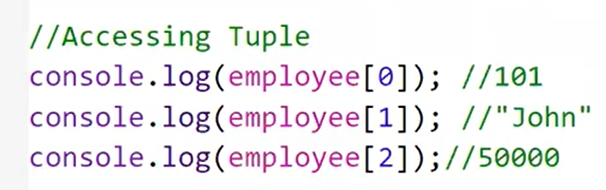 //Accessing Tuple
console.log(employee[0]); //101
console.log(employee[1]); //"John"
console.log(employee[2]);//50000